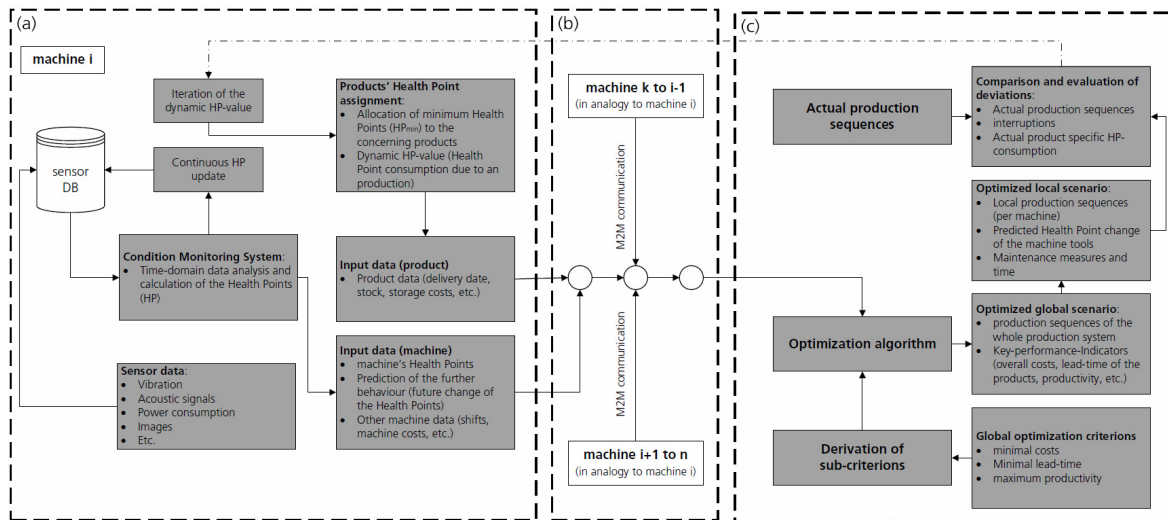 (a)
machine i
Iteration of the
dynamic HP-value
Products' Health Point
assignment:
• Allocation of minimum Health
Points (HPmin) to the
concerning products
• Dynamic HP-value (Health
Point consumption due to an
production)
sensor
DB
Continuous HP
update
Condition Monitoring System:
• Time-domain data analysis and
calculation of the Health Points
(HP)
Input data (product)
• Product data (delivery date,
stock, storage costs, etc.)
Sensor data:
• Vibration
• Acoustic signals
• Power consumption
• Images
• Etc.
Input data (machine)
• machine's Health Points
• Prediction of the further
behaviour (future change of
the Health Points)
• Other machine data (shifts,
machine costs, etc.)
(b)
machine k to i-1
(in analogy to machine i)
M2M communication
M2M communication
machine i+1 to n
(in analogy to machine i)
(c)
Actual production
sequences
Comparison and evaluation of
deviations:
• Actual production sequences
• interruptions
• Actual product specific HP-
consumption
Optimized local scenario:
• Local production sequences
(per machine)
• Predicted Health Point change
of the machine tools
• Maintenance measures and
time
Optimization algorithm
Optimized global scenario:
• production sequences of the
whole production system
• Key-performance-Indicators
(overall costs, lead-time of the
products, productivity, etc.)
Derivation of
sub-criterions
Global optimization criterions
• minimal costs
• Minimal lead-time
• maximum productivity